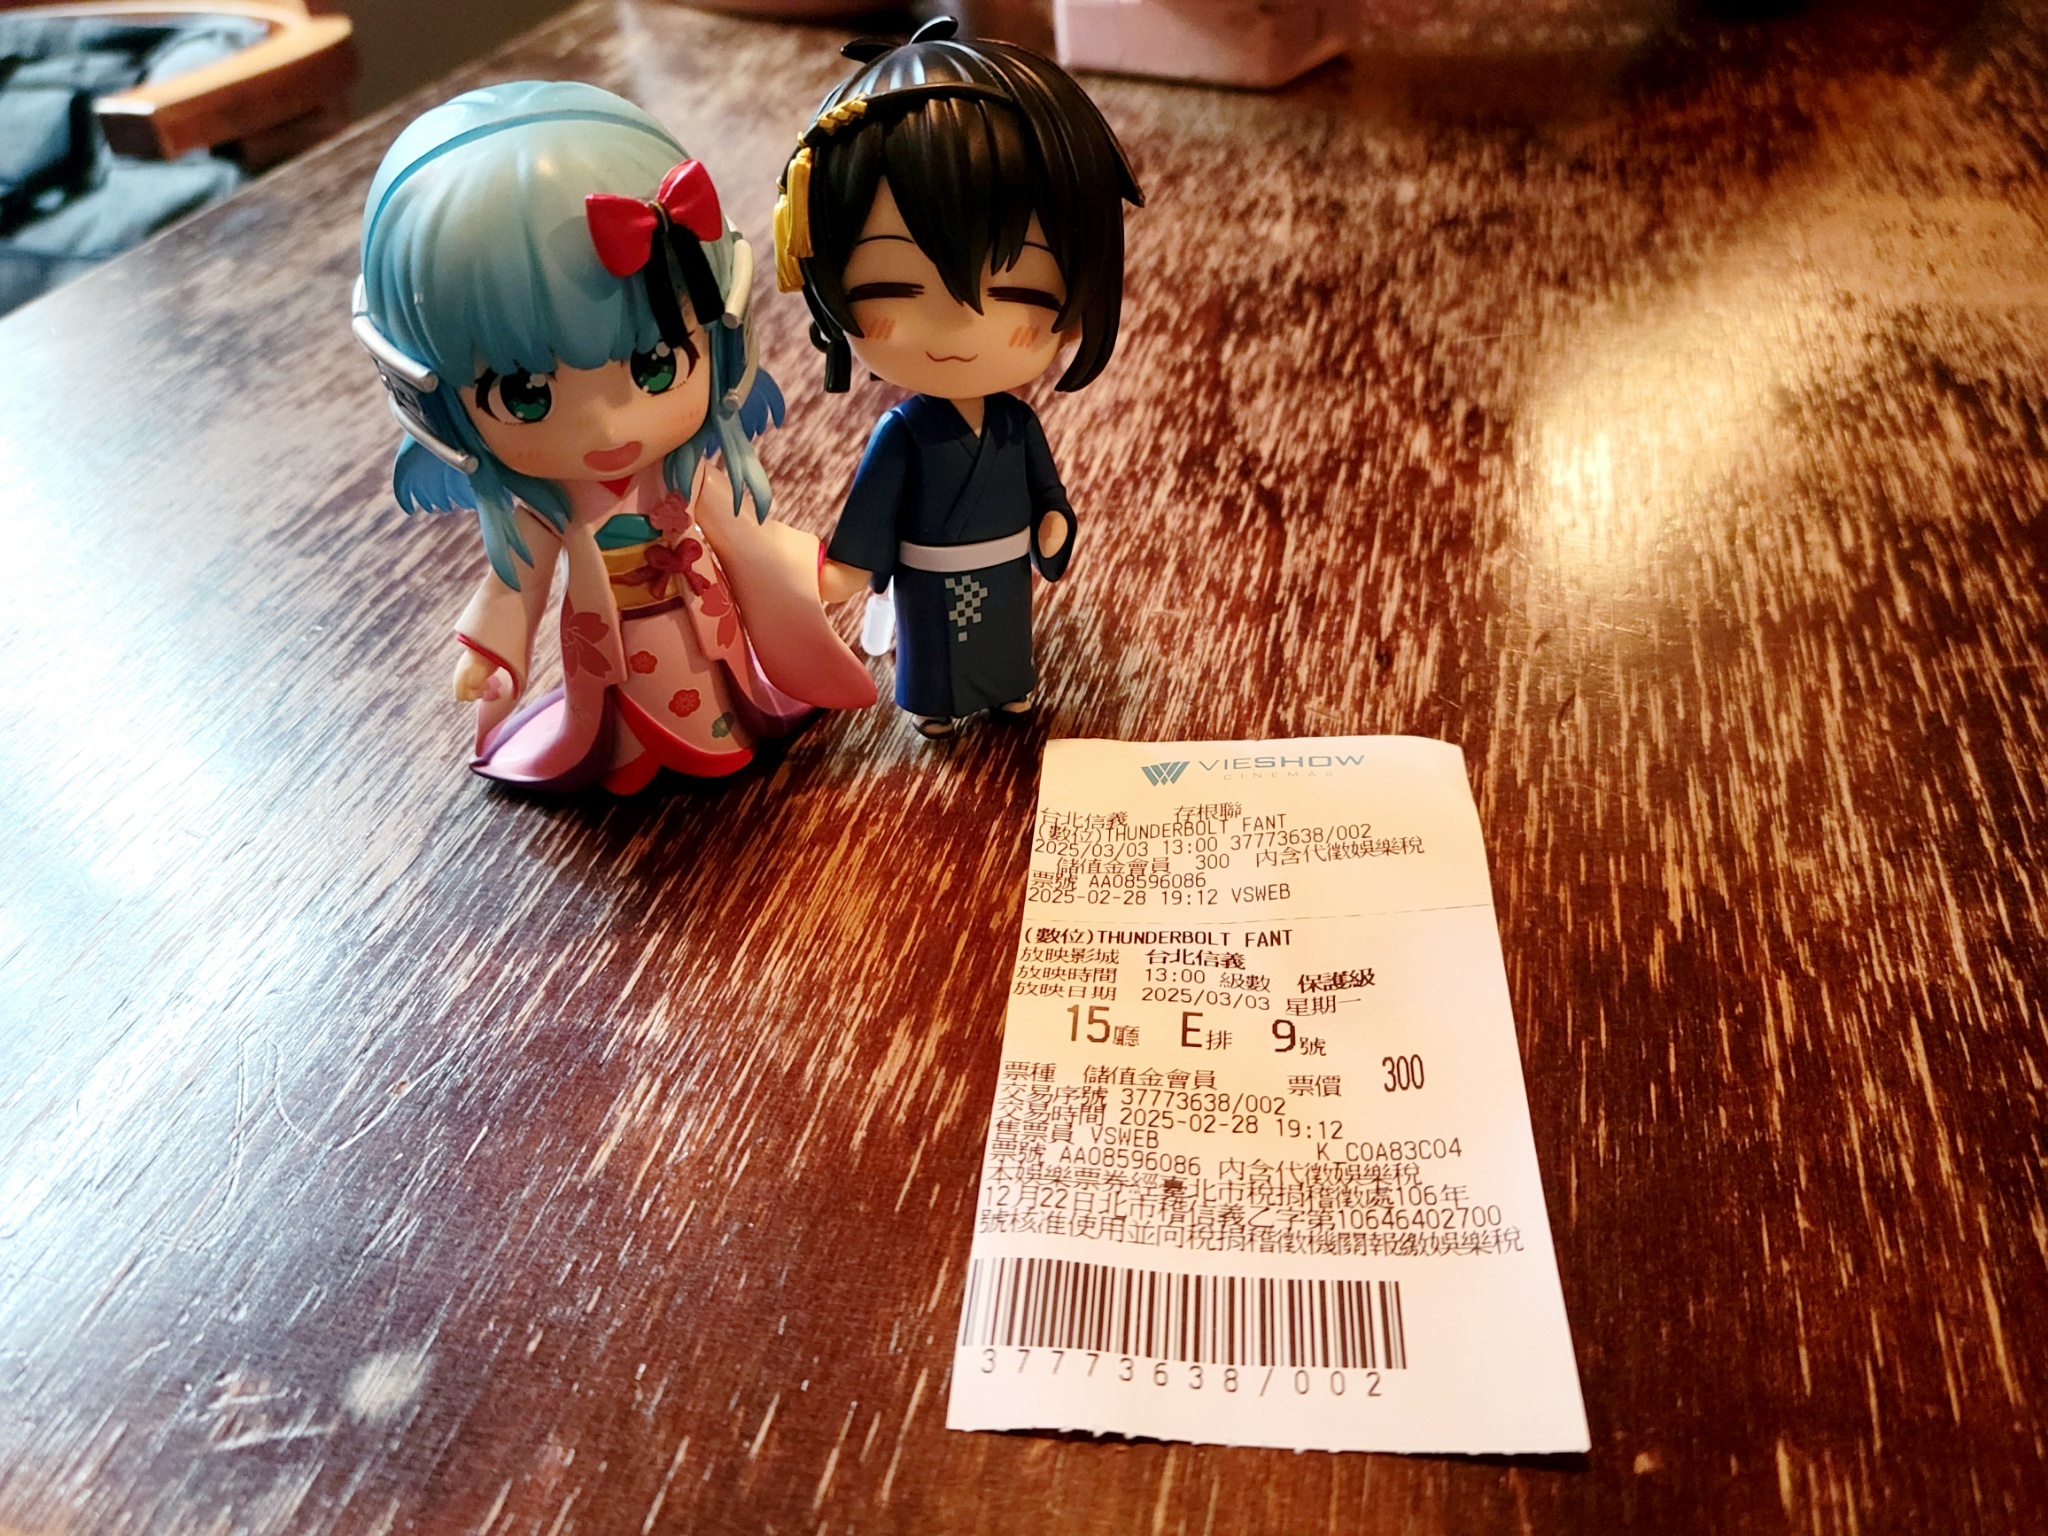 VIESHOW
CINEMAS
台北信義 存根聯
(數位)THUNDERBOLT FANT
2025/03/03 13:00 37773638/002
儲值金會員 300 內含代徵娛樂稅
票號 AA08596086
2025-02-28 19:12 VSWEB
(數位)THUNDERBOLT FANT
放映影城 台北信義
放映時間 13:00 級數 保護級
放映日期 2025/03/03 星期一
15廳 E排 9號
票種 儲值金會員 票價 300
交易序號 37773638/002
交易時間 2025-02-28 19:12
售票員 VSWEB K_C0A83C04
票號 AA08596086 內含代徵娛樂稅
本娛樂票券經臺北市稅捐稽徵處106年
12月22日北市稽信義乙字第10646402700
號核准使用並向稅捐稽徵機關報繳娛樂稅
37773638/002